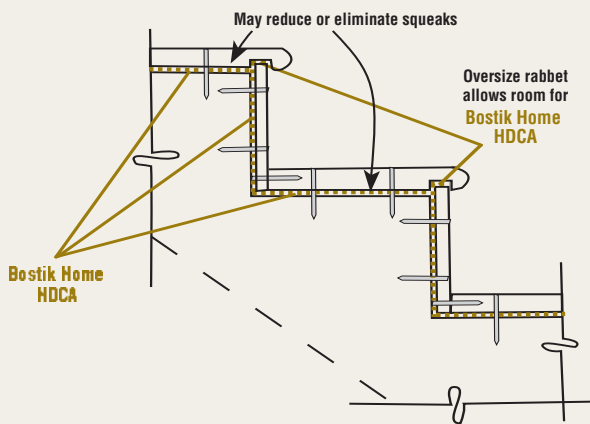 May reduce or eliminate squeaks
Oversize rabbet
allows room for
Bostik Home
HDCA
Bostik Home
HDCA